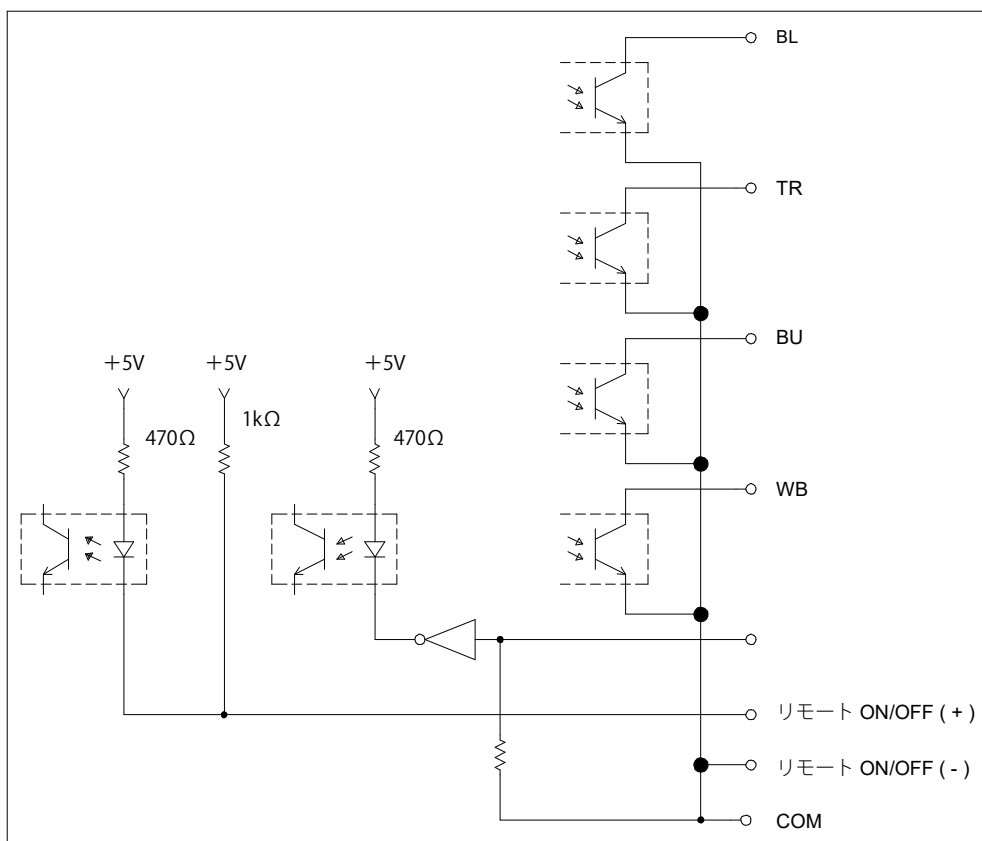 BL
TR
BU
+5V
+5V
+5V
1kΩ
470Ω
470Ω
WB
リモート ON/OFF ( + )
リモート ON/OFF ( - )
COM